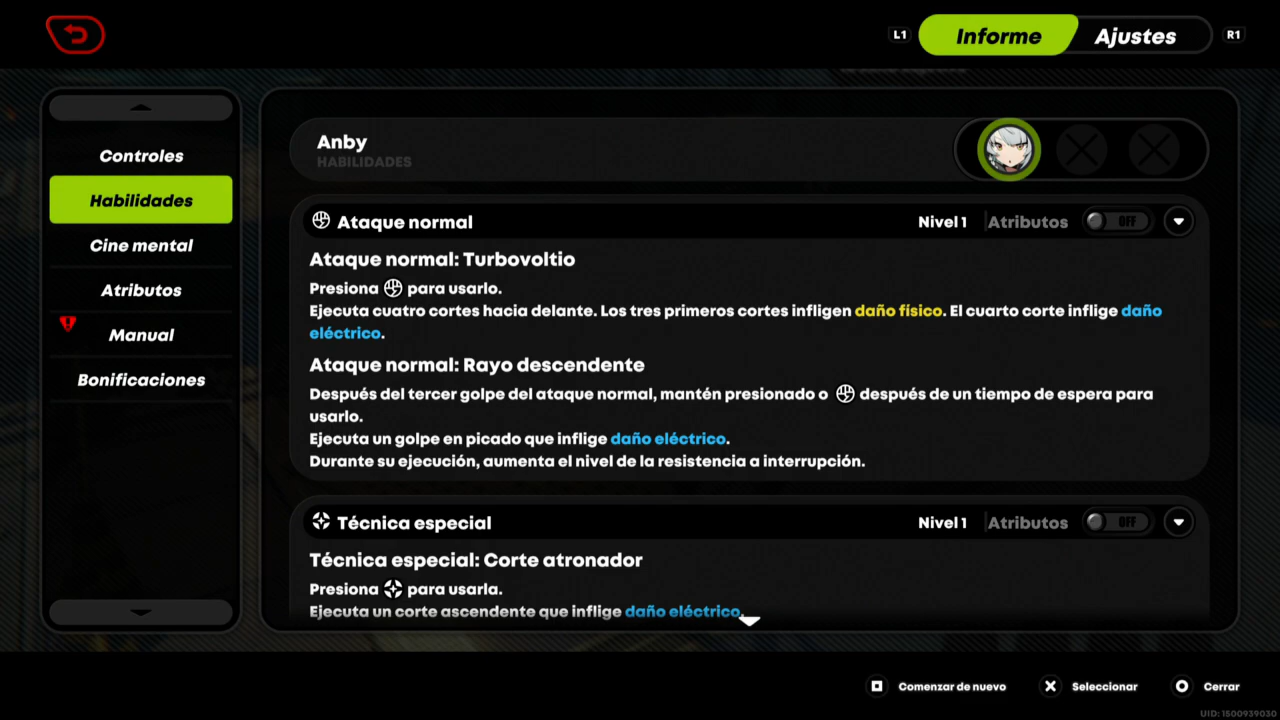 L1
Informe
Ajustes
R1
Controles
Habilidades
Cine mental
Atributos
Manual
Bonificaciones
Anby
HABILIDADES
Ataque normal
Nivel 1
Atributos
OFF
Ataque normal: Turbovoltio
Presiona para usarlo.
Ejecuta cuatro cortes hacia delante. Los tres primeros cortes infligen daño físico. El cuarto corte inflige daño
eléctrico.
Ataque normal: Rayo descendente
Después del tercer golpe del ataque normal, mantén presionado o después de un tiempo de espera para
usarlo.
Ejecuta un golpe en picado que inflige daño eléctrico.
Durante su ejecución, aumenta el nivel de la resistencia a interrupción.
Técnica especial
Nivel 1
Atributos
OFF
Técnica especial: Corte atronador
Presiona para usarla.
Ejecuta un corte ascendente que inflige daño eléctrico.
Comenzar de nuevo
Seleccionar
Cerrar
UID: 1500939030